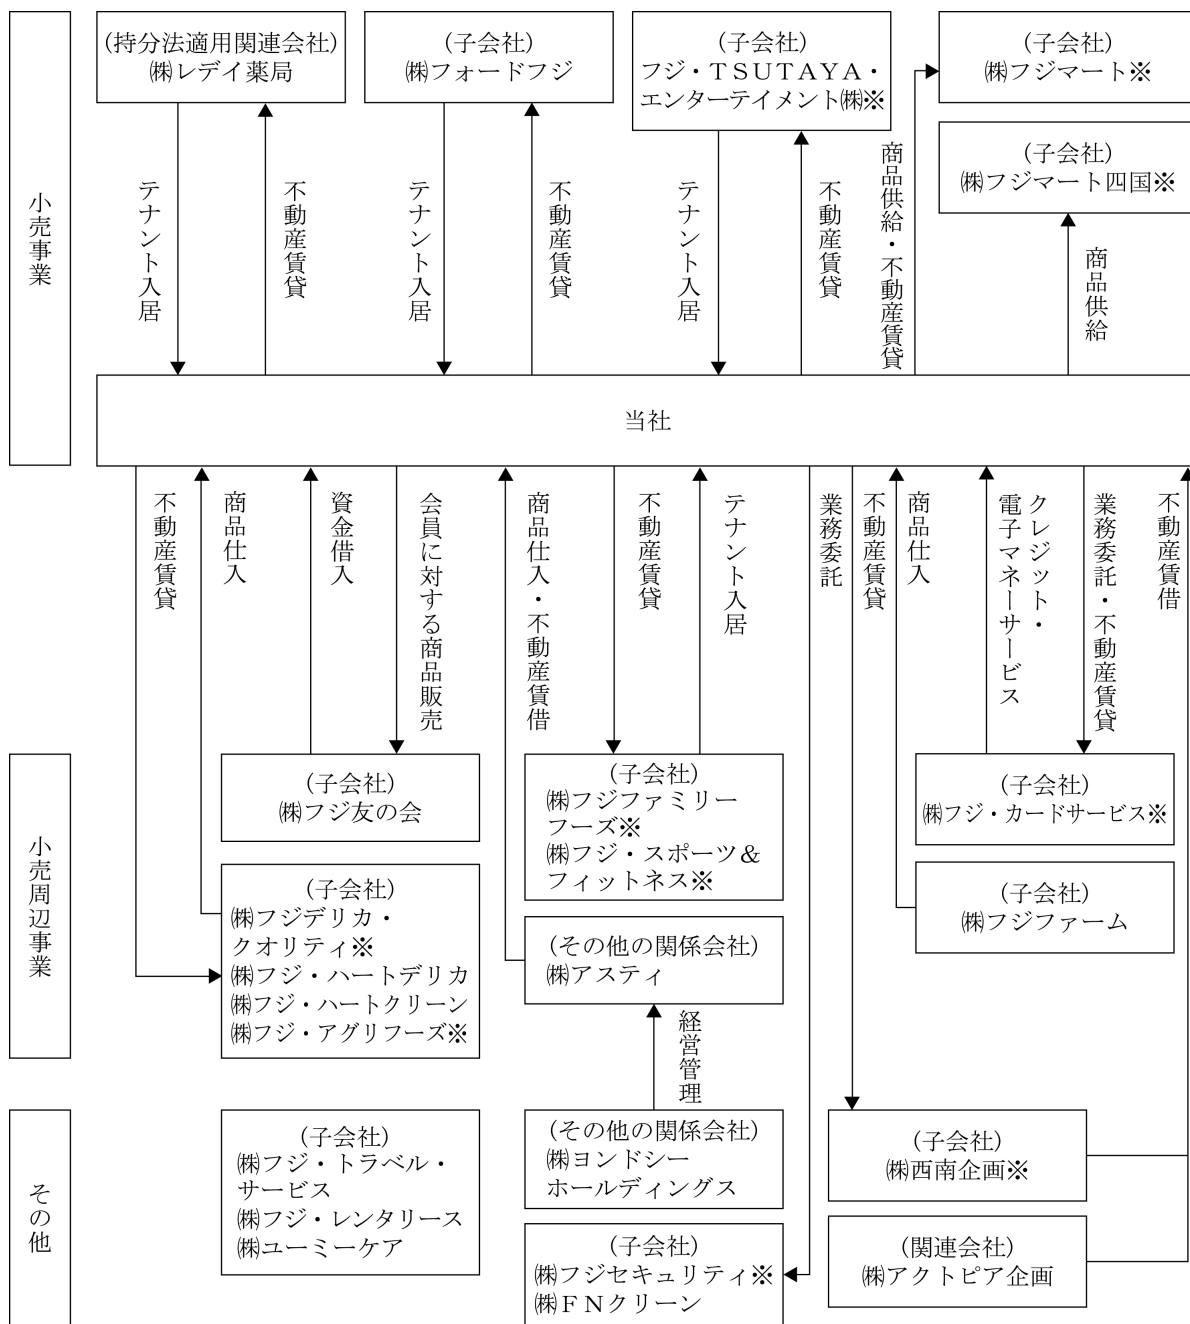 小売事業
(持分法適用関連会社)
㈱レデイ薬局
(子会社)
㈱フォードフジ
(子会社)
フジ・TSUTAYA・
エンターテイメント㈱※
(子会社)
㈱フジマート※
(子会社)
㈱フジマート四国※
テナント入居
不動産賃貸
テナント入居
不動産賃貸
テナント入居
不動産賃貸
商品供給・不動産賃貸
商品供給
当社
不動産賃貸
商品仕入
資金借入
会員に対する商品販売
商品仕入・不動産賃借
不動産賃貸
テナント入居
業務委託
不動産賃貸
商品仕入
クレジット・
電子マネーサービス
業務委託・不動産賃貸
不動産賃借
小売周辺事業
(子会社)
㈱フジ友の会
(子会社)
㈱フジデリカ・
クオリティ※
㈱フジ・ハートデリカ
㈱フジ・ハートクリーン
㈱フジ・アグリフーズ※
(子会社)
㈱フジファミリー
フーズ※
㈱フジ・スポーツ&
フィットネス※
(その他の関係会社)
㈱アスティ
(子会社)
㈱フジ・カードサービス※
(子会社)
㈱フジファーム
経営管理
その他
(子会社)
㈱フジ・トラベル・
サービス
㈱フジ・レンタリース
㈱ユーミーケア
(その他の関係会社)
㈱ヨンドシー
ホールディングス
(子会社)
㈱フジセキュリティ※
㈱FNクリーン
(子会社)
㈱西南企画※
(関連会社)
㈱アクトピア企画